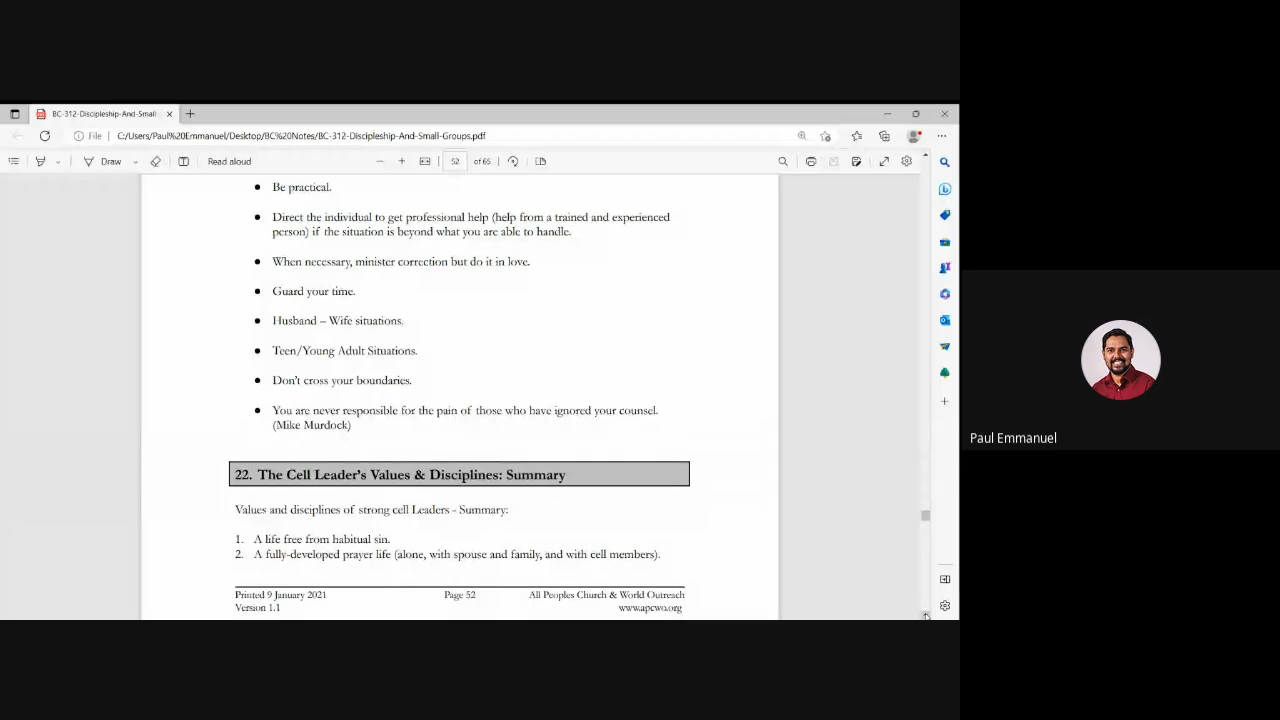 BC-312-Discipleship-And-Small
File
C:/Users/Paul%20Emmanuel/Desktop/BC%20Notes/BC-312-Discipleship-And-Small-Groups.pdf
Draw
Read aloud
52 of 65
• Be practical.
• Direct the individual to get professional help (help from a trained and experienced
person) if the situation is beyond what you are able to handle.
• When necessary, minister correction but do it in love.
• Guard your time.
• Husband – Wife situations.
• Teen/Young Adult Situations.
• Don't cross your boundaries.
• You are never responsible for the pain of those who have ignored your counsel.
(Mike Murdock)
Paul Emmanuel
22. The Cell Leader's Values & Disciplines: Summary
Values and disciplines of strong cell Leaders - Summary:
1. A life free from habitual sin.
2. A fully-developed prayer life (alone, with spouse and family, and with cell members).
Printed 9 January 2021 Page 52 All Peoples Church & World Outreach
Version 1.1 www.apcwo.org